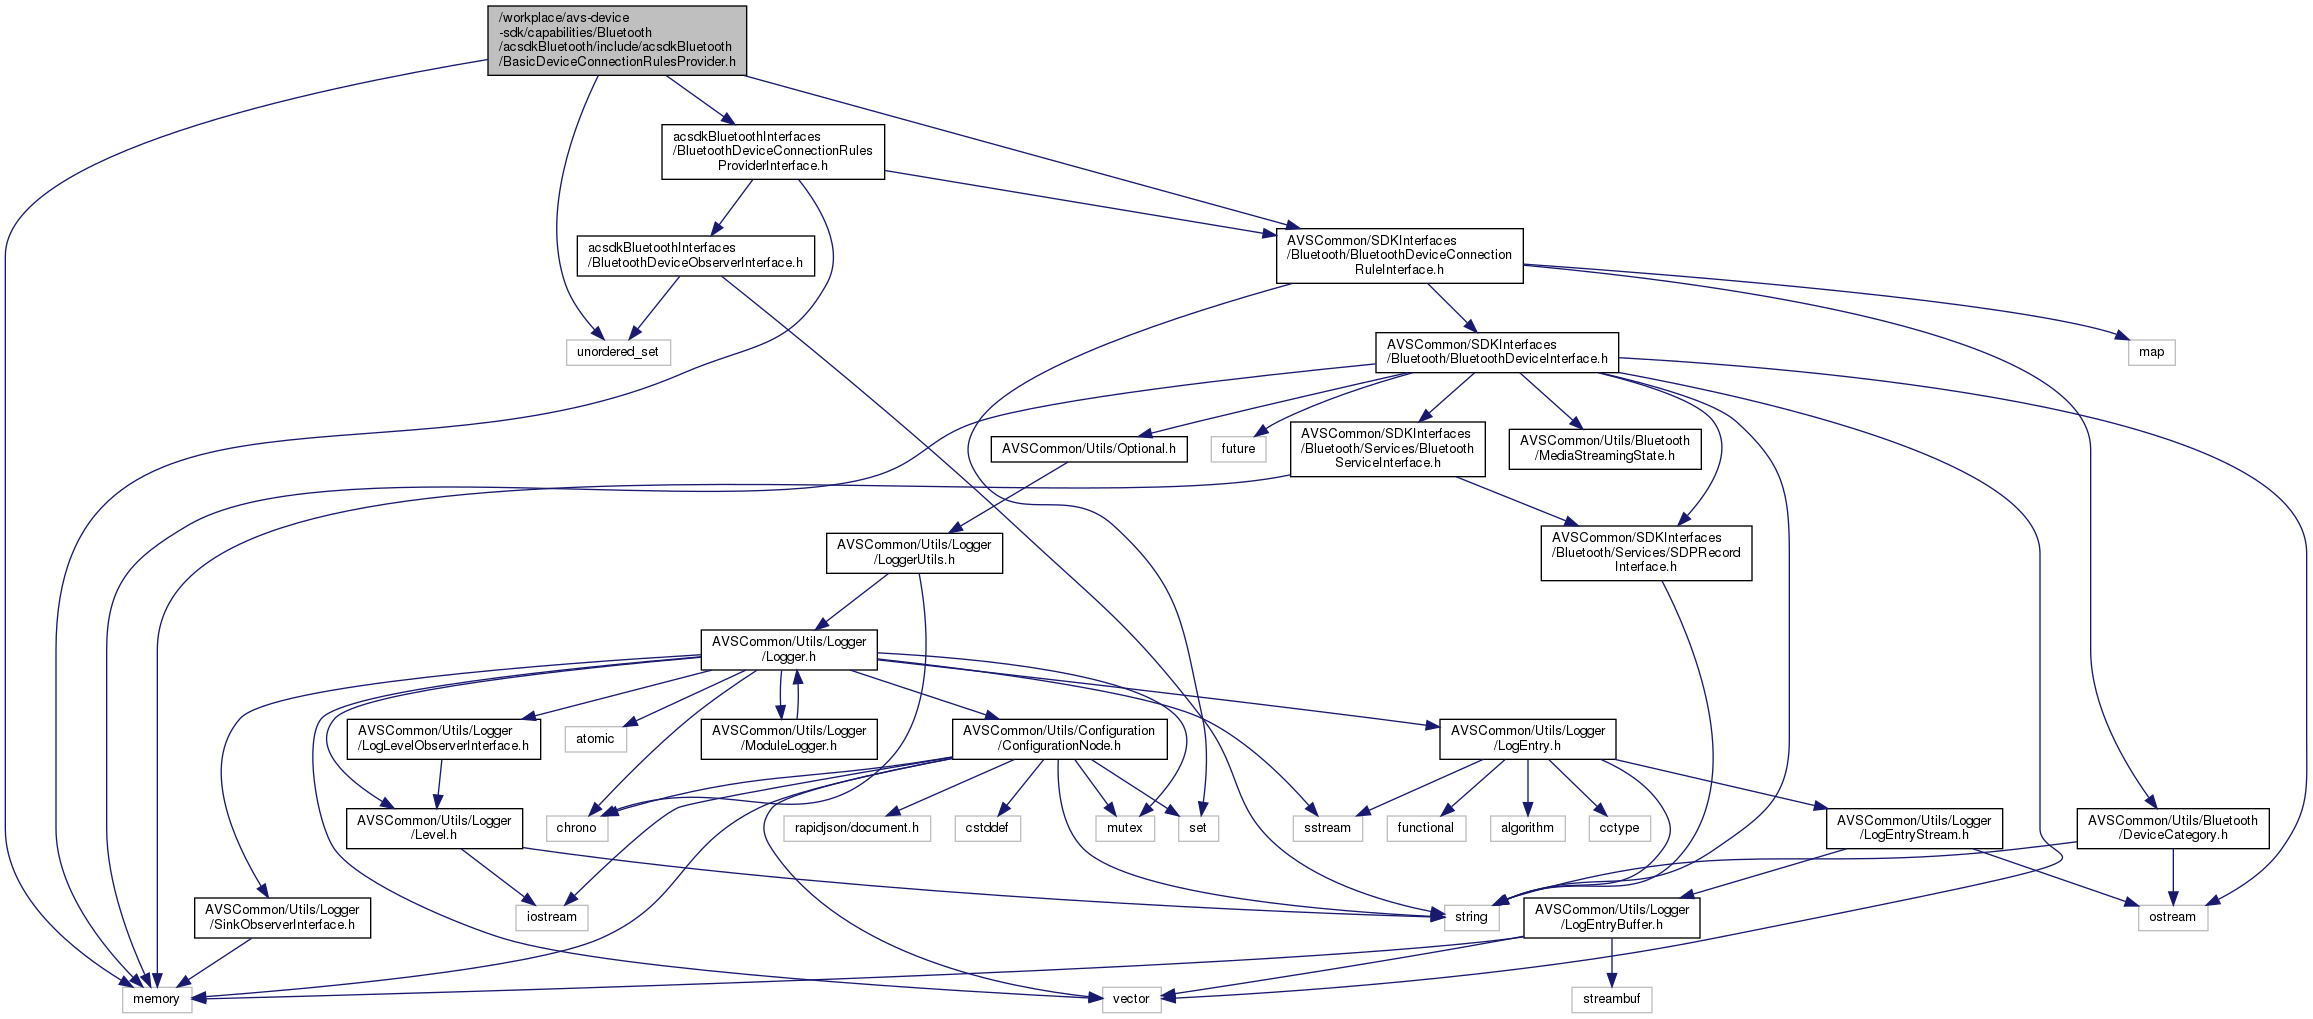 /workplace/avs-device
-sdk/capabilities/Bluetooth
/acsdkBluetooth/include/acsdkBluetooth
/BasicDeviceConnectionRulesProvider.h
acsdkBluetoothInterfaces
/BluetoothDeviceConnectionRules
ProviderInterface.h
acsdkBluetoothInterfaces
/BluetoothDeviceObserverInterface.h
AVSCommon/SDKInterfaces
/Bluetooth/BluetoothDeviceConnection
RuleInterface.h
unordered_set
AVSCommon/SDKInterfaces
/Bluetooth/BluetoothDeviceInterface.h
map
AVSCommon/Utils/Optional.h
future
AVSCommon/SDKInterfaces
/Bluetooth/Services/Bluetooth
ServiceInterface.h
AVSCommon/Utils/Bluetooth
/MediaStreamingState.h
AVSCommon/Utils/Logger
/LoggerUtils.h
AVSCommon/SDKInterfaces
/Bluetooth/Services/SDPRecord
Interface.h
AVSCommon/Utils/Logger
/Logger.h
AVSCommon/Utils/Logger
/LogLevelObserverInterface.h
atomic
AVSCommon/Utils/Logger
/ModuleLogger.h
AVSCommon/Utils/Configuration
/ConfigurationNode.h
AVSCommon/Utils/Logger
/LogEntry.h
AVSCommon/Utils/Logger
/Level.h
chrono
rapidjson/document.h
cstddef
mutex
set
sstream
functional
algorithm
cctype
AVSCommon/Utils/Logger
/LogEntryStream.h
AVSCommon/Utils/Bluetooth
/DeviceCategory.h
AVSCommon/Utils/Logger
/SinkObserverInterface.h
iostream
string
AVSCommon/Utils/Logger
/LogEntryBuffer.h
ostream
memory
vector
streambuf